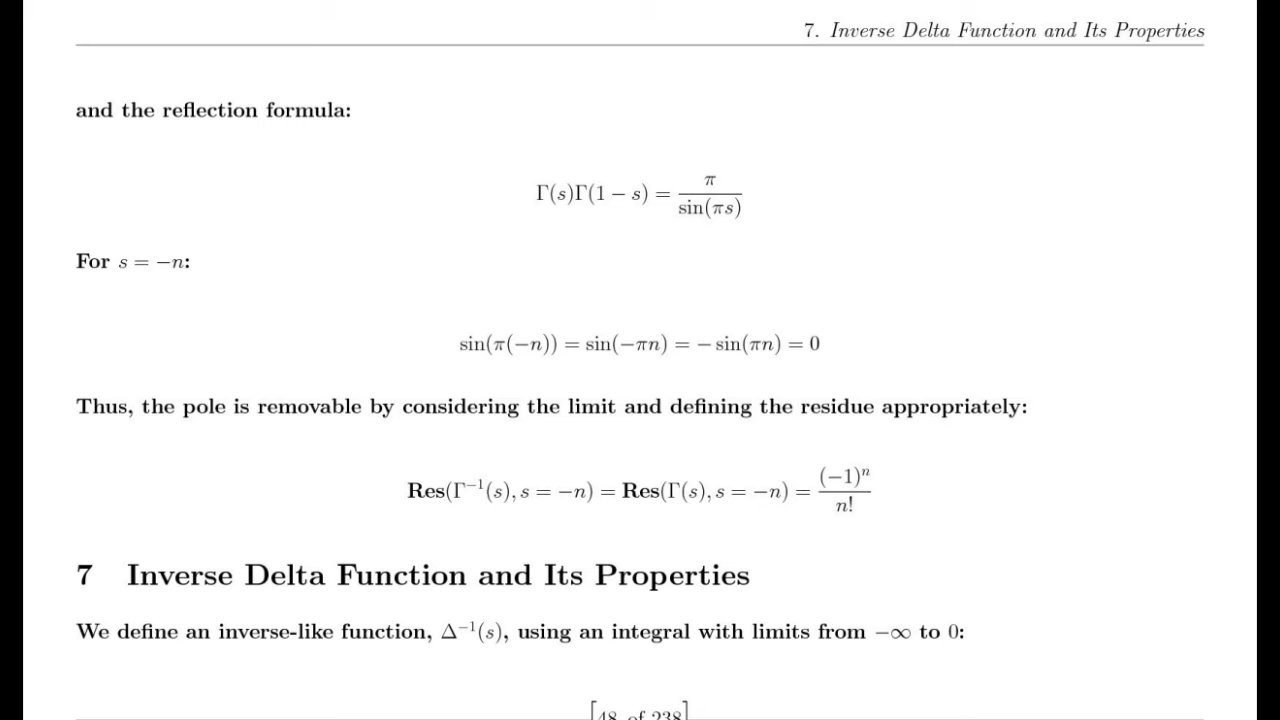 7. Inverse Delta Function and Its Properties
and the reflection formula:
Γ(s)Γ(1 − s) = π / sin(πs)
For s = −n:
sin(π(−n)) = sin(−πn) = − sin(πn) = 0
Thus, the pole is removable by considering the limit and defining the residue appropriately:
Res(Γ⁻¹(s), s = −n) = Res(Γ(s), s = −n) = (−1)ⁿ / n!
7 Inverse Delta Function and Its Properties
We define an inverse-like function, Δ⁻¹(s), using an integral with limits from −∞ to 0:
[48 of 238]